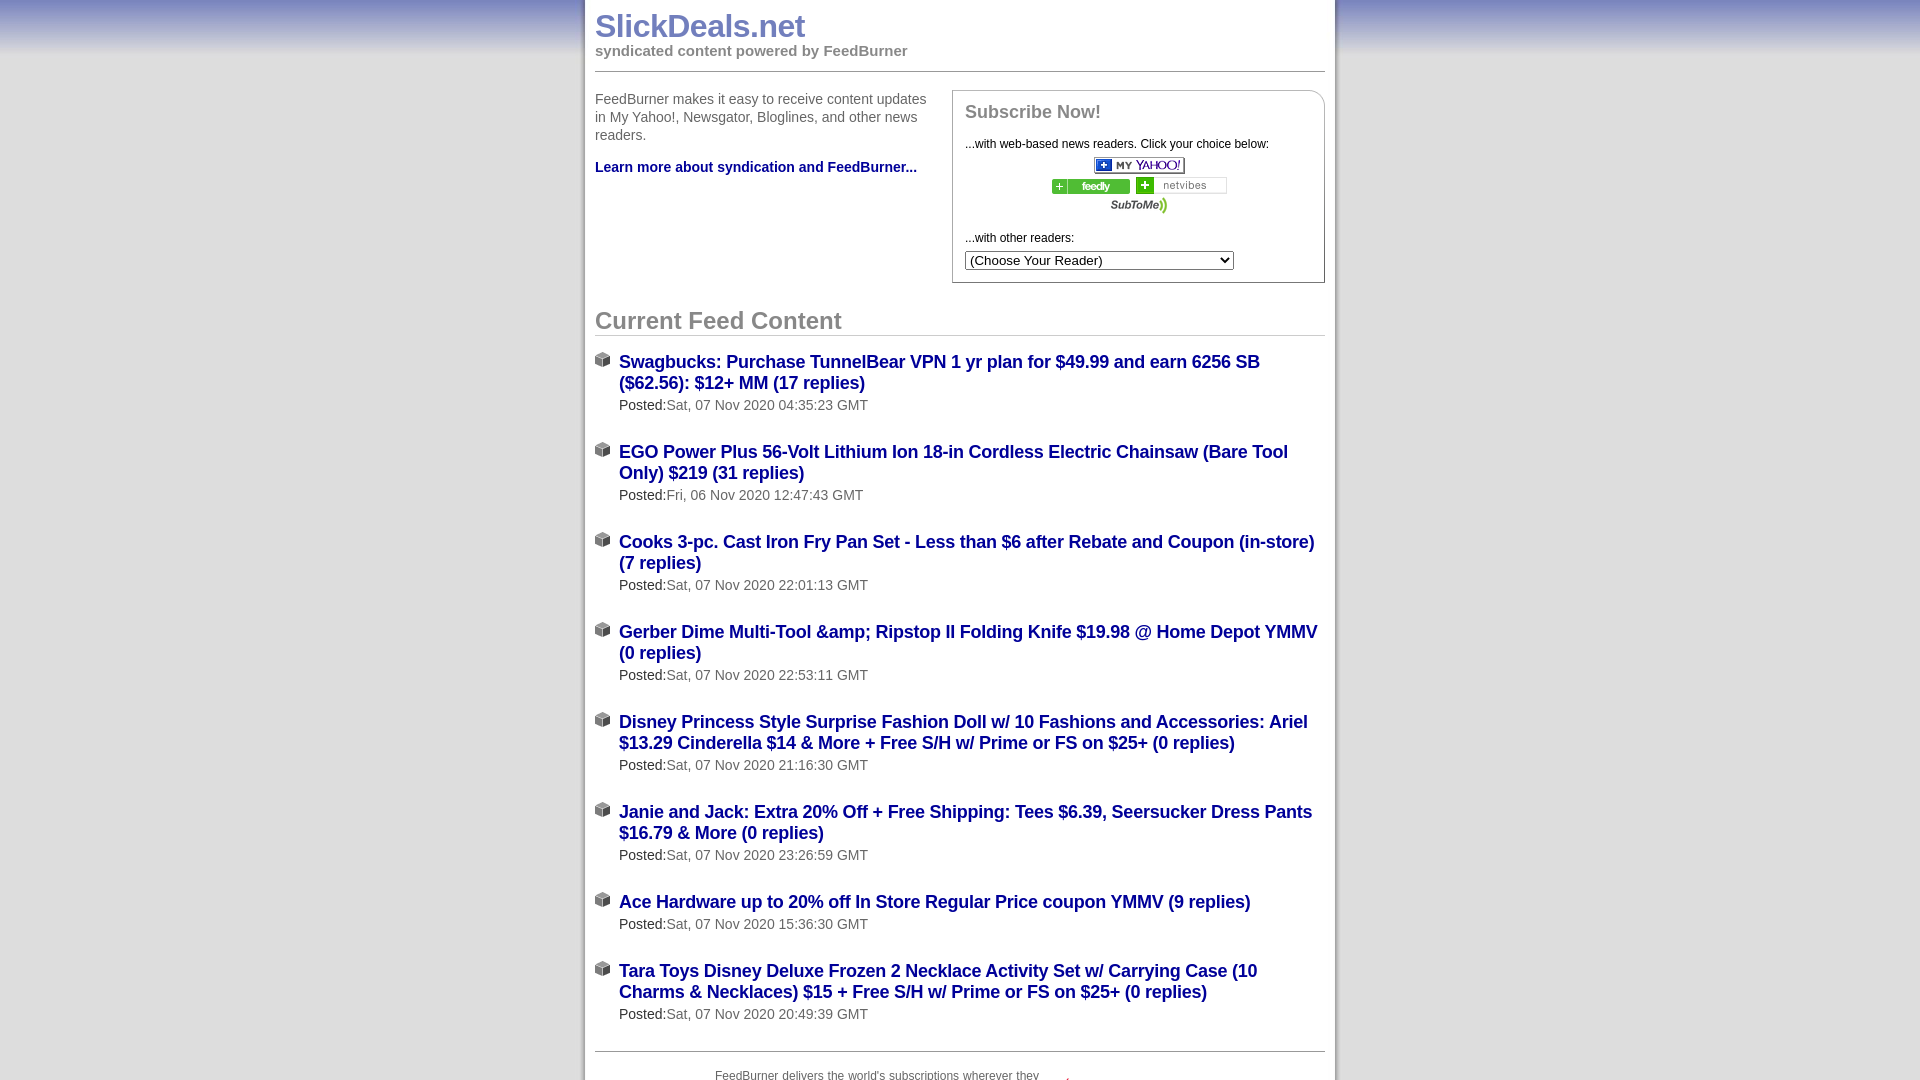 SlickDeals.net
syndicated content powered by FeedBurner
FeedBurner makes it easy to receive content updates
in My Yahoo!, Newsgator, Bloglines, and other news
readers.
Learn more about syndication and FeedBurner...
Subscribe Now!
...with web-based news readers. Click your choice below:
MY YAHOO!
feedly
netvibes
SubToMe
...with other readers:
(Choose Your Reader)
Current Feed Content
Swagbucks: Purchase TunnelBear VPN 1 yr plan for $49.99 and earn 6256 SB
($62.56): $12+ MM (17 replies)
Posted:Sat, 07 Nov 2020 04:35:23 GMT
EGO Power Plus 56-Volt Lithium Ion 18-in Cordless Electric Chainsaw (Bare Tool
Only) $219 (31 replies)
Posted:Fri, 06 Nov 2020 12:47:43 GMT
Cooks 3-pc. Cast Iron Fry Pan Set - Less than $6 after Rebate and Coupon (in-store)
(7 replies)
Posted:Sat, 07 Nov 2020 22:01:13 GMT
Gerber Dime Multi-Tool &amp; Ripstop II Folding Knife $19.98 @ Home Depot YMMV
(0 replies)
Posted:Sat, 07 Nov 2020 22:53:11 GMT
Disney Princess Style Surprise Fashion Doll w/ 10 Fashions and Accessories: Ariel
$13.29 Cinderella $14 & More + Free S/H w/ Prime or FS on $25+ (0 replies)
Posted:Sat, 07 Nov 2020 21:16:30 GMT
Janie and Jack: Extra 20% Off + Free Shipping: Tees $6.39, Seersucker Dress Pants
$16.79 & More (0 replies)
Posted:Sat, 07 Nov 2020 23:26:59 GMT
Ace Hardware up to 20% off In Store Regular Price coupon YMMV (9 replies)
Posted:Sat, 07 Nov 2020 15:36:30 GMT
Tara Toys Disney Deluxe Frozen 2 Necklace Activity Set w/ Carrying Case (10
Charms & Necklaces) $15 + Free S/H w/ Prime or FS on $25+ (0 replies)
Posted:Sat, 07 Nov 2020 20:49:39 GMT
FeedBurner delivers the world's subscriptions wherever they